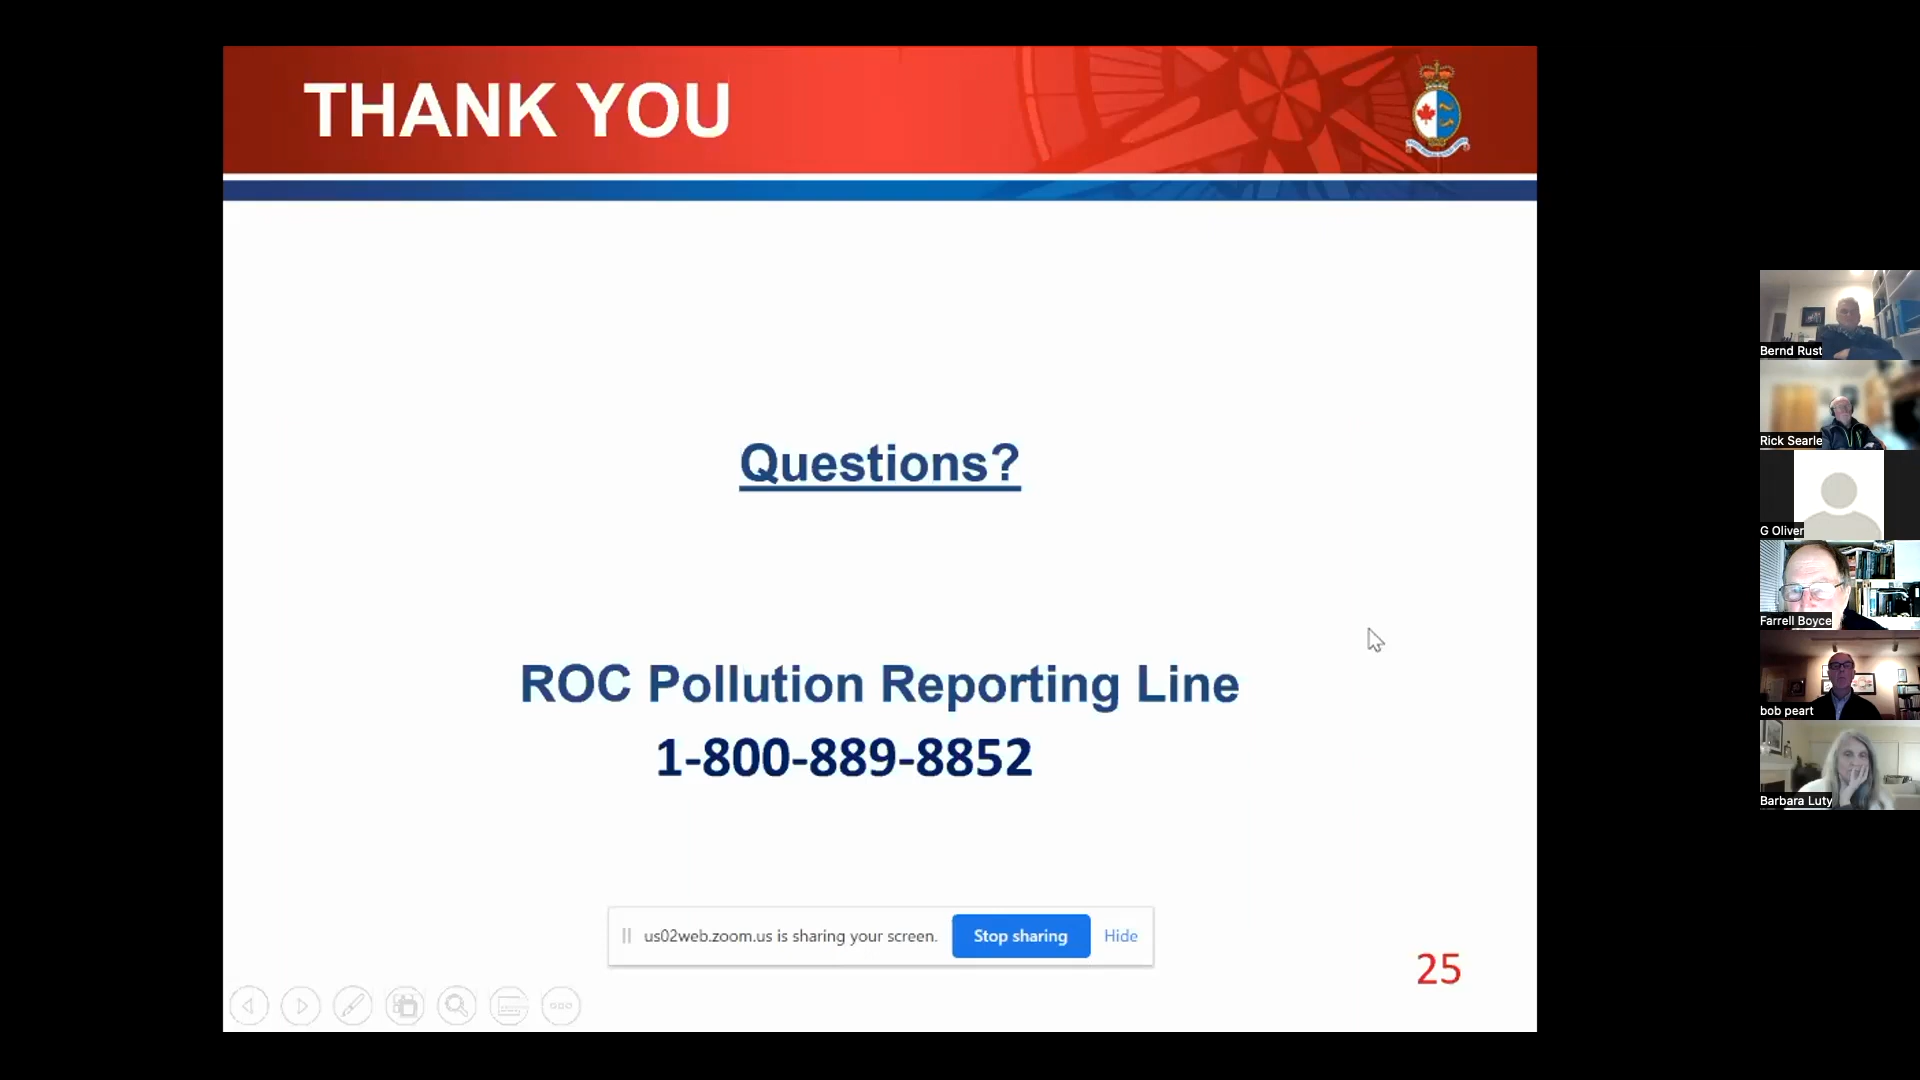 THANK YOU
Questions?
ROC Pollution Reporting Line
1-800-889-8852
us02web.zoom.us is sharing your screen.
Stop sharing
Hide
25
Bernd Rust
Rick Searle
G Oliver
Farrell Boyce
bob peart
Barbara Luty